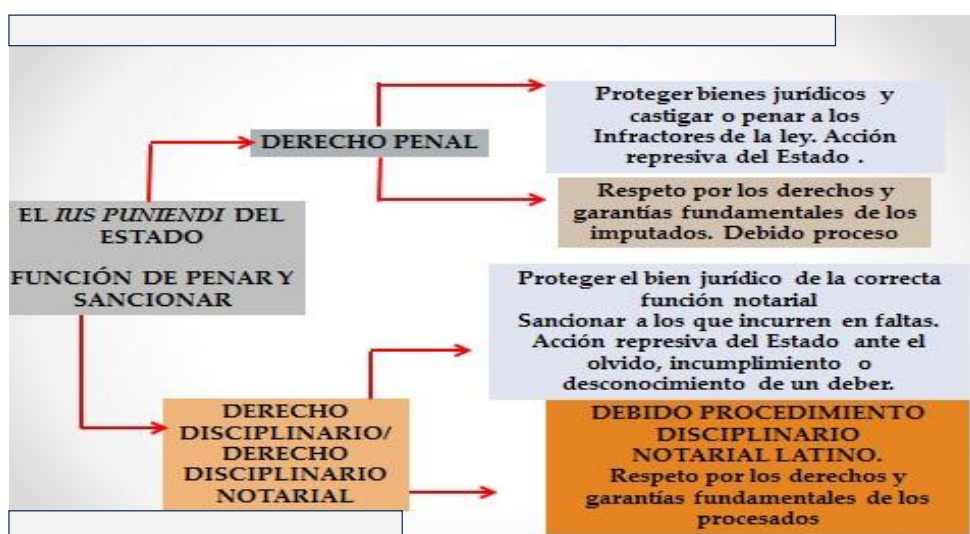 DERECHO PENAL
Proteger bienes jurídicos y
castigar o penar a los
Infractores de la ley. Acción
represiva del Estado .
Respeto por los derechos y
garantías fundamentales de los
imputados. Debido proceso
EL IUS PUNIENDI DEL
ESTADO
FUNCIÓN DE PENAR Y
SANCIONAR
Proteger el bien jurídico de la correcta
función notarial
Sancionar a los que incurren en faltas.
Acción represiva del Estado ante el
olvido, incumplimiento o
desconocimiento de un deber.
DERECHO
DISCIPLINARIO/
DERECHO
DISCIPLINARIO
NOTARIAL
DEBIDO PROCEDIMIENTO
DISCIPLINARIO
NOTARIAL LATINO.
Respeto por los derechos y
garantías fundamentales de los
procesados